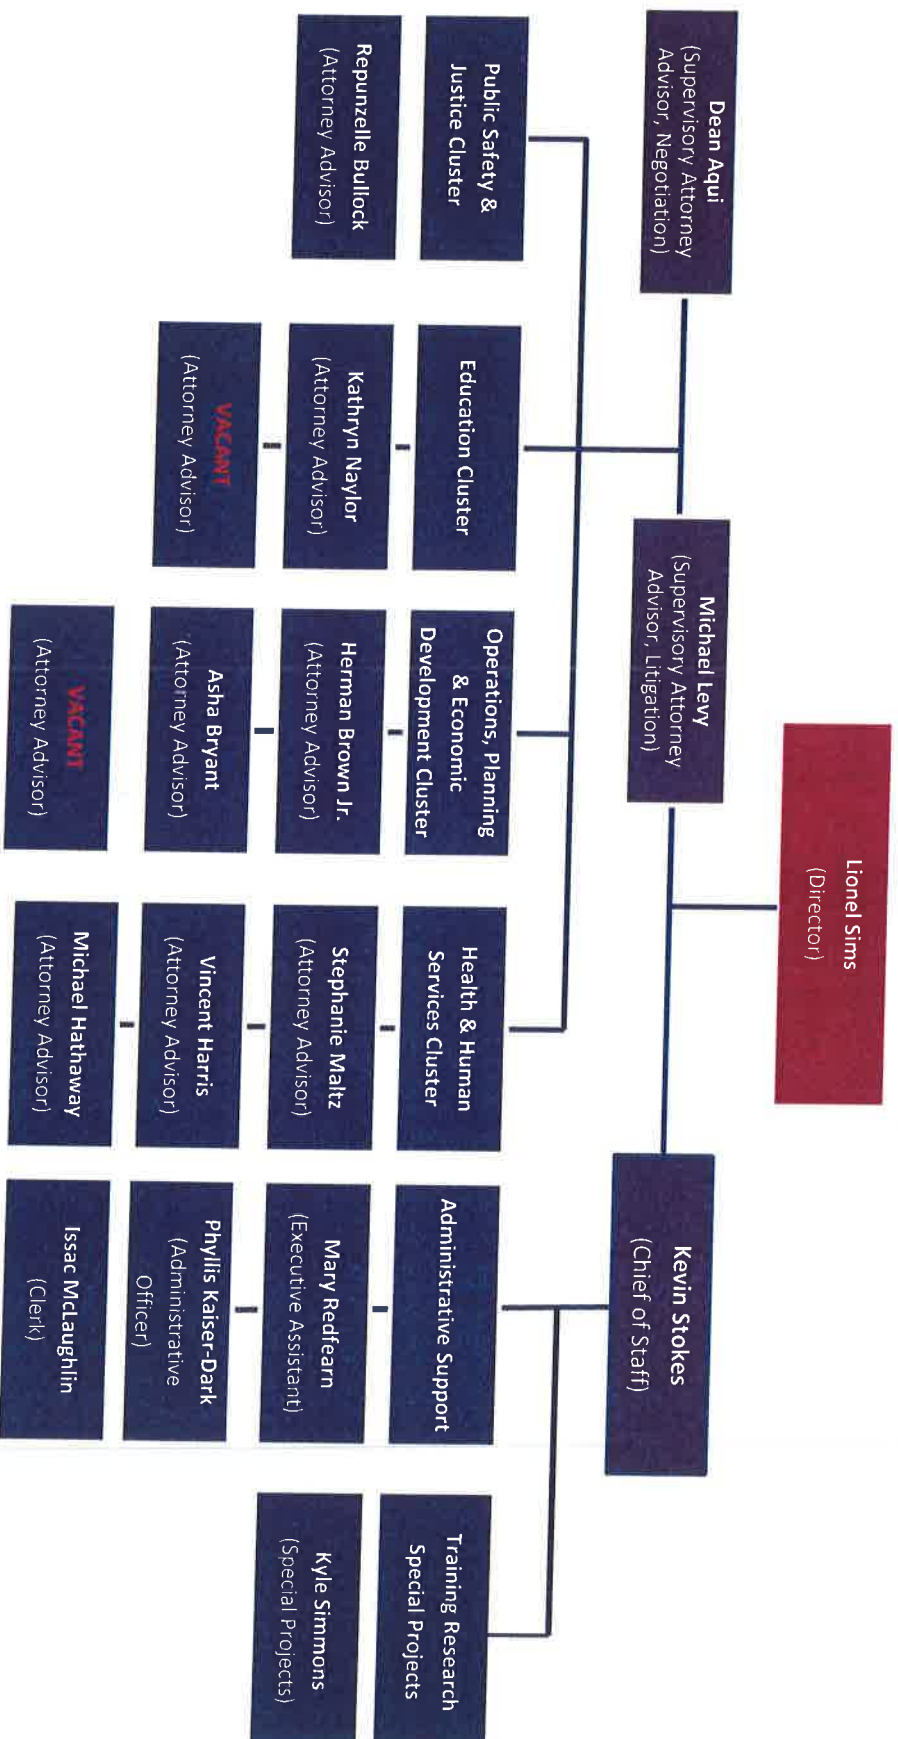 Lionel Sims
(Director)
Dean Aqui
(Supervisory Attorney
Advisor, Negotiation)
Michael Levy
(Supervisory Attorney
Advisor, Litigation)
Kevin Stokes
(Chief of Staff)
Public Safety &
Justice Cluster
Repunzelle Bullock
(Attorney Advisor)
Education Cluster
Kathryn Naylor
(Attorney Advisor)
VACANT
(Attorney Advisor)
Operations, Planning
& Economic
Development Cluster
Herman Brown Jr.
(Attorney Advisor)
Asha Bryant
(Attorney Advisor)
VACANT
(Attorney Advisor)
Health & Human
Services Cluster
Stephanie Maltz
(Attorney Advisor)
Vincent Harris
(Attorney Advisor)
Michael Hathaway
(Attorney Advisor)
Administrative Support
Mary Redfearn
(Executive Assistant)
Phyllis Kaiser-Dark
(Administrative
Officer)
Issac McLaughlin
(Clerk)
Training Research
Special Projects
Kyle Simmons
(Special Projects)